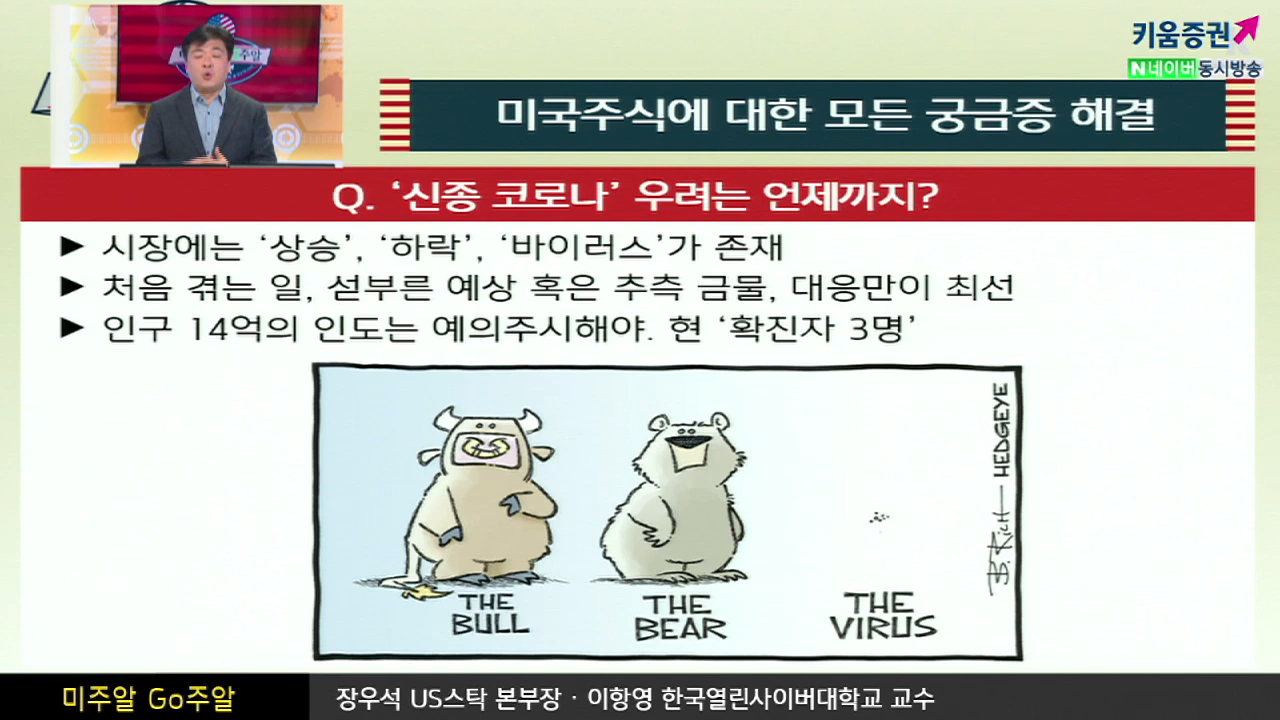 키움증권
N 네이버 동시방송
미국주식에 대한 모든 궁금증 해결
Q. ‘신종 코로나’ 우려는 언제까지?
▶ 시장에는 ‘상승’, ‘하락’, ‘바이러스’가 존재
▶ 처음 겪는 일, 섣부른 예상 혹은 추측 금물, 대응만이 최선
▶ 인구 14억의 인도는 예의주시해야. 현 ‘확진자 3명’
HEDGEYE
B. RICH
THE BULL
THE BEAR
THE VIRUS
미주알 Go주알
장우석 US스탁 본부장 · 이항영 한국열린사이버대학교 교수